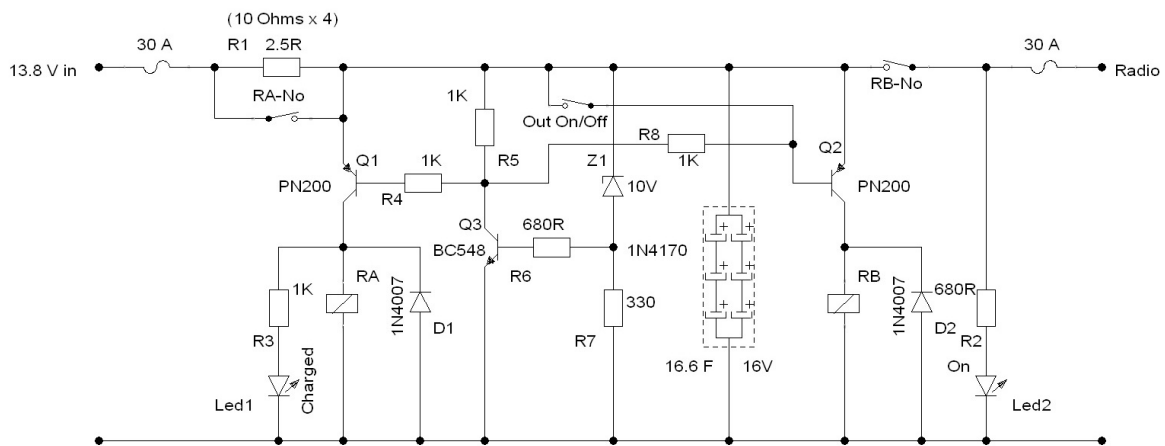 (10 Ohms x 4)
30 A
R1
2.5R
30 A
13.8 V in
Radio
RA-No
RB-No
1K
Out On/Off
Q1
1K
R5
R8
1K
Z1
Q2
PN200
R4
10V
PN200
Q3
680R
BC548
R6
1N4170
RA
RB
1K
1N4007
330
1N4007
680R
R3
D1
R7
D2
R2
16.6 F
16V
On
Led1
Charged
Led2
+
+
+
+
+
+